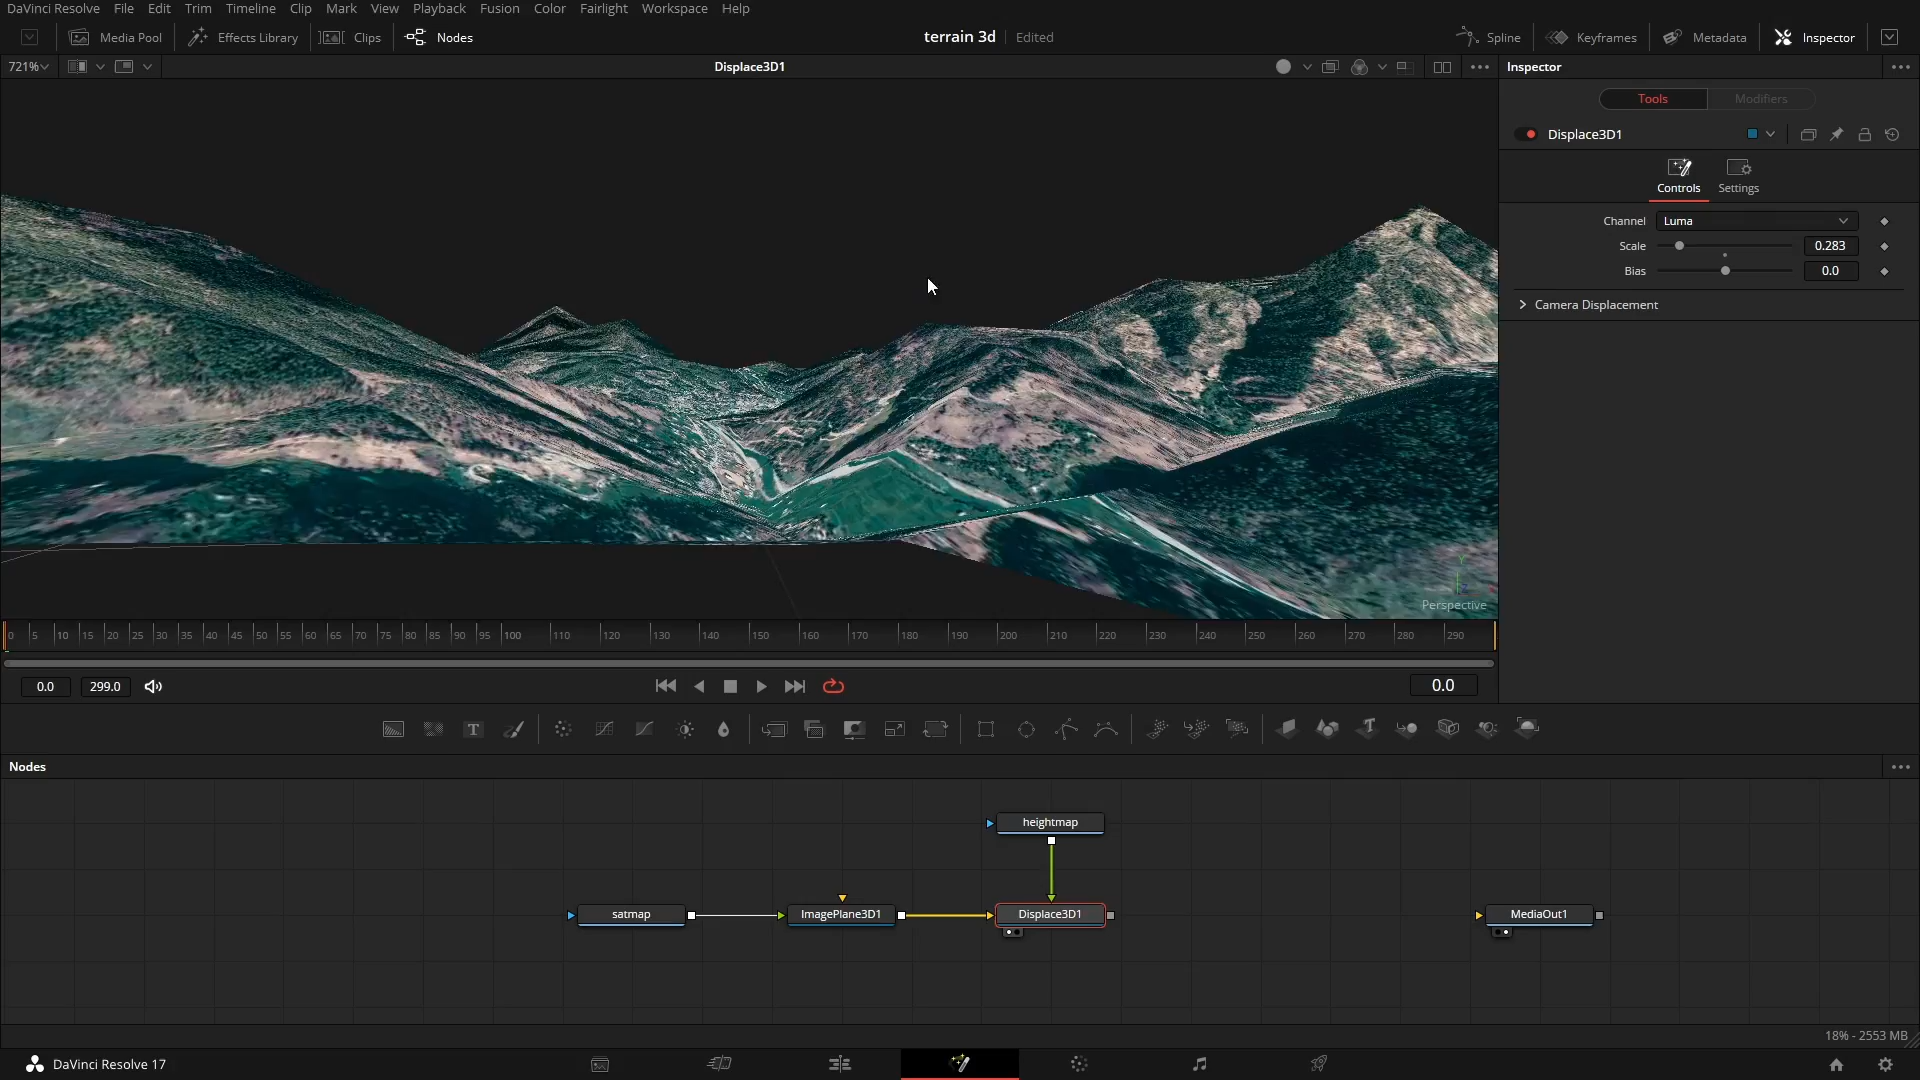 DaVinci Resolve File Edit Trim Timeline Clip Mark View Playback Fusion Color Fairlight Workspace Help
Media Pool Effects Library Clips Nodes terrain 3d Edited Spline Keyframes Metadata Inspector
721% Displace3D1 Inspector
Tools Modifiers
Displace3D1
Controls Settings
Channel Luma
Scale 0.283
Bias 0.0
Camera Displacement
Y
Perspective
0 5 10 15 20 25 30 35 40 45 50 55 60 65 70 75 80 85 90 95 100 110 120 130 140 150 160 170 180 190 200 210 220 230 240 250 260 270 280 290
0.0 299.0 0.0
T T
Nodes
heightmap
satmap ImagePlane3D1 Displace3D1 MediaOut1
18% - 2553 MB
DaVinci Resolve 17